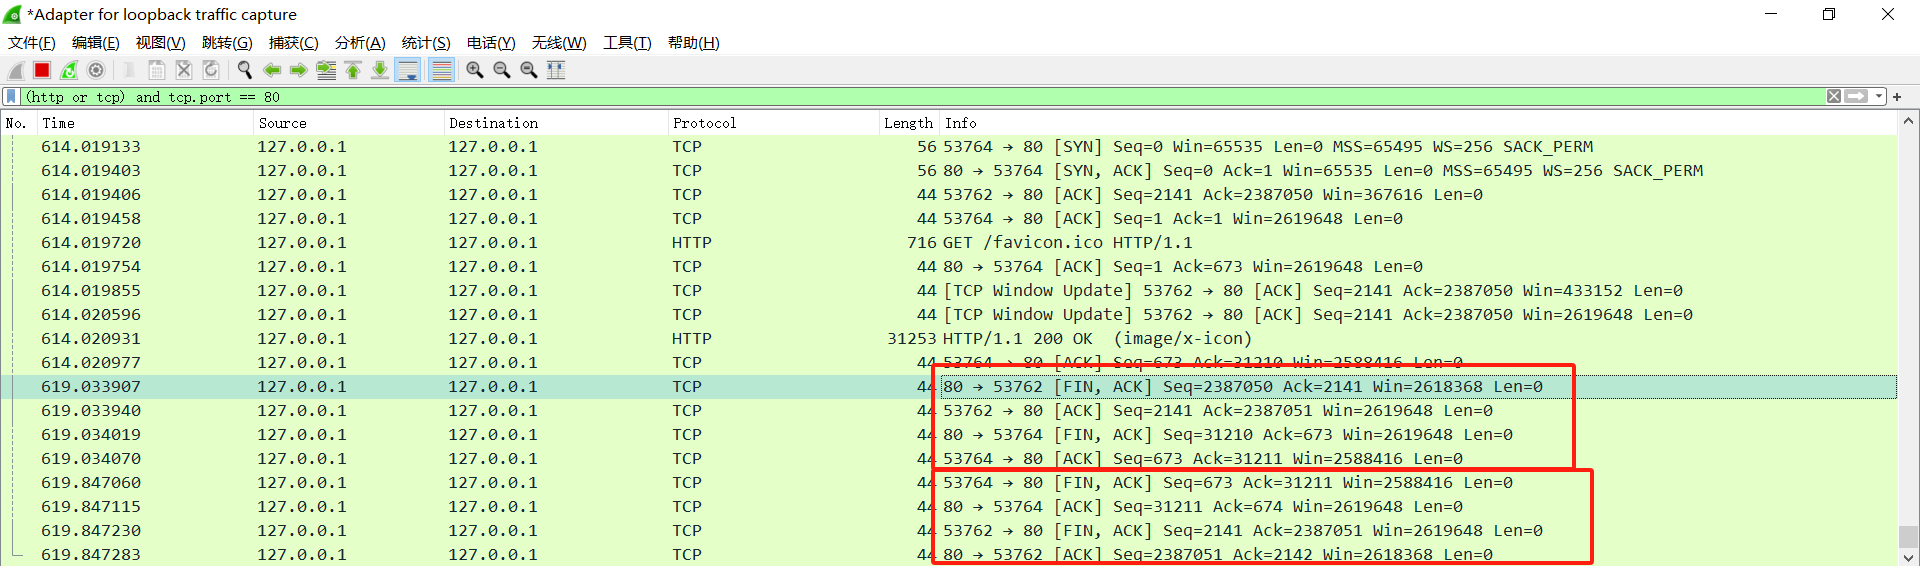 *Adapter for loopback traffic capture
文件(F) 编辑(E) 视图(V) 跳转(G) 捕获(C) 分析(A) 统计(S) 电话(Y) 无线(W) 工具(T) 帮助(H)
(http or tcp) and tcp.port == 80
No. Time Source Destination Protocol Length Info
614.019133 127.0.0.1 127.0.0.1 TCP 56 53764 → 80 [SYN] Seq=0 Win=65535 Len=0 MSS=65495 WS=256 SACK_PERM
614.019403 127.0.0.1 127.0.0.1 TCP 56 80 → 53764 [SYN, ACK] Seq=0 Ack=1 Win=65535 Len=0 MSS=65495 WS=256 SACK_PERM
614.019406 127.0.0.1 127.0.0.1 TCP 44 53762 → 80 [ACK] Seq=2141 Ack=2387050 Win=367616 Len=0
614.019458 127.0.0.1 127.0.0.1 TCP 44 53764 → 80 [ACK] Seq=1 Ack=1 Win=2619648 Len=0
614.019720 127.0.0.1 127.0.0.1 HTTP 716 GET /favicon.ico HTTP/1.1
614.019754 127.0.0.1 127.0.0.1 TCP 44 80 → 53764 [ACK] Seq=1 Ack=673 Win=2619648 Len=0
614.019855 127.0.0.1 127.0.0.1 TCP 44 [TCP Window Update] 53762 → 80 [ACK] Seq=2141 Ack=2387050 Win=433152 Len=0
614.020596 127.0.0.1 127.0.0.1 TCP 44 [TCP Window Update] 53762 → 80 [ACK] Seq=2141 Ack=2387050 Win=2619648 Len=0
614.020931 127.0.0.1 127.0.0.1 HTTP 31253 HTTP/1.1 200 OK (image/x-icon)
614.020977 127.0.0.1 127.0.0.1 TCP 44 53764 → 80 [ACK] Seq=673 Ack=31210 Win=2588416 Len=0
619.033907 127.0.0.1 127.0.0.1 TCP 44 80 → 53762 [FIN, ACK] Seq=2387050 Ack=2141 Win=2618368 Len=0
619.033940 127.0.0.1 127.0.0.1 TCP 44 53762 → 80 [ACK] Seq=2141 Ack=2387051 Win=2619648 Len=0
619.034019 127.0.0.1 127.0.0.1 TCP 44 80 → 53764 [FIN, ACK] Seq=31210 Ack=673 Win=2619648 Len=0
619.034070 127.0.0.1 127.0.0.1 TCP 44 53764 → 80 [ACK] Seq=673 Ack=31211 Win=2588416 Len=0
619.847060 127.0.0.1 127.0.0.1 TCP 44 53764 → 80 [FIN, ACK] Seq=673 Ack=31211 Win=2588416 Len=0
619.847115 127.0.0.1 127.0.0.1 TCP 44 80 → 53764 [ACK] Seq=31211 Ack=674 Win=2619648 Len=0
619.847230 127.0.0.1 127.0.0.1 TCP 44 53762 → 80 [FIN, ACK] Seq=2141 Ack=2387051 Win=2619648 Len=0
619.847283 127.0.0.1 127.0.0.1 TCP 44 80 → 53762 [ACK] Seq=2387051 Ack=2142 Win=2618368 Len=0